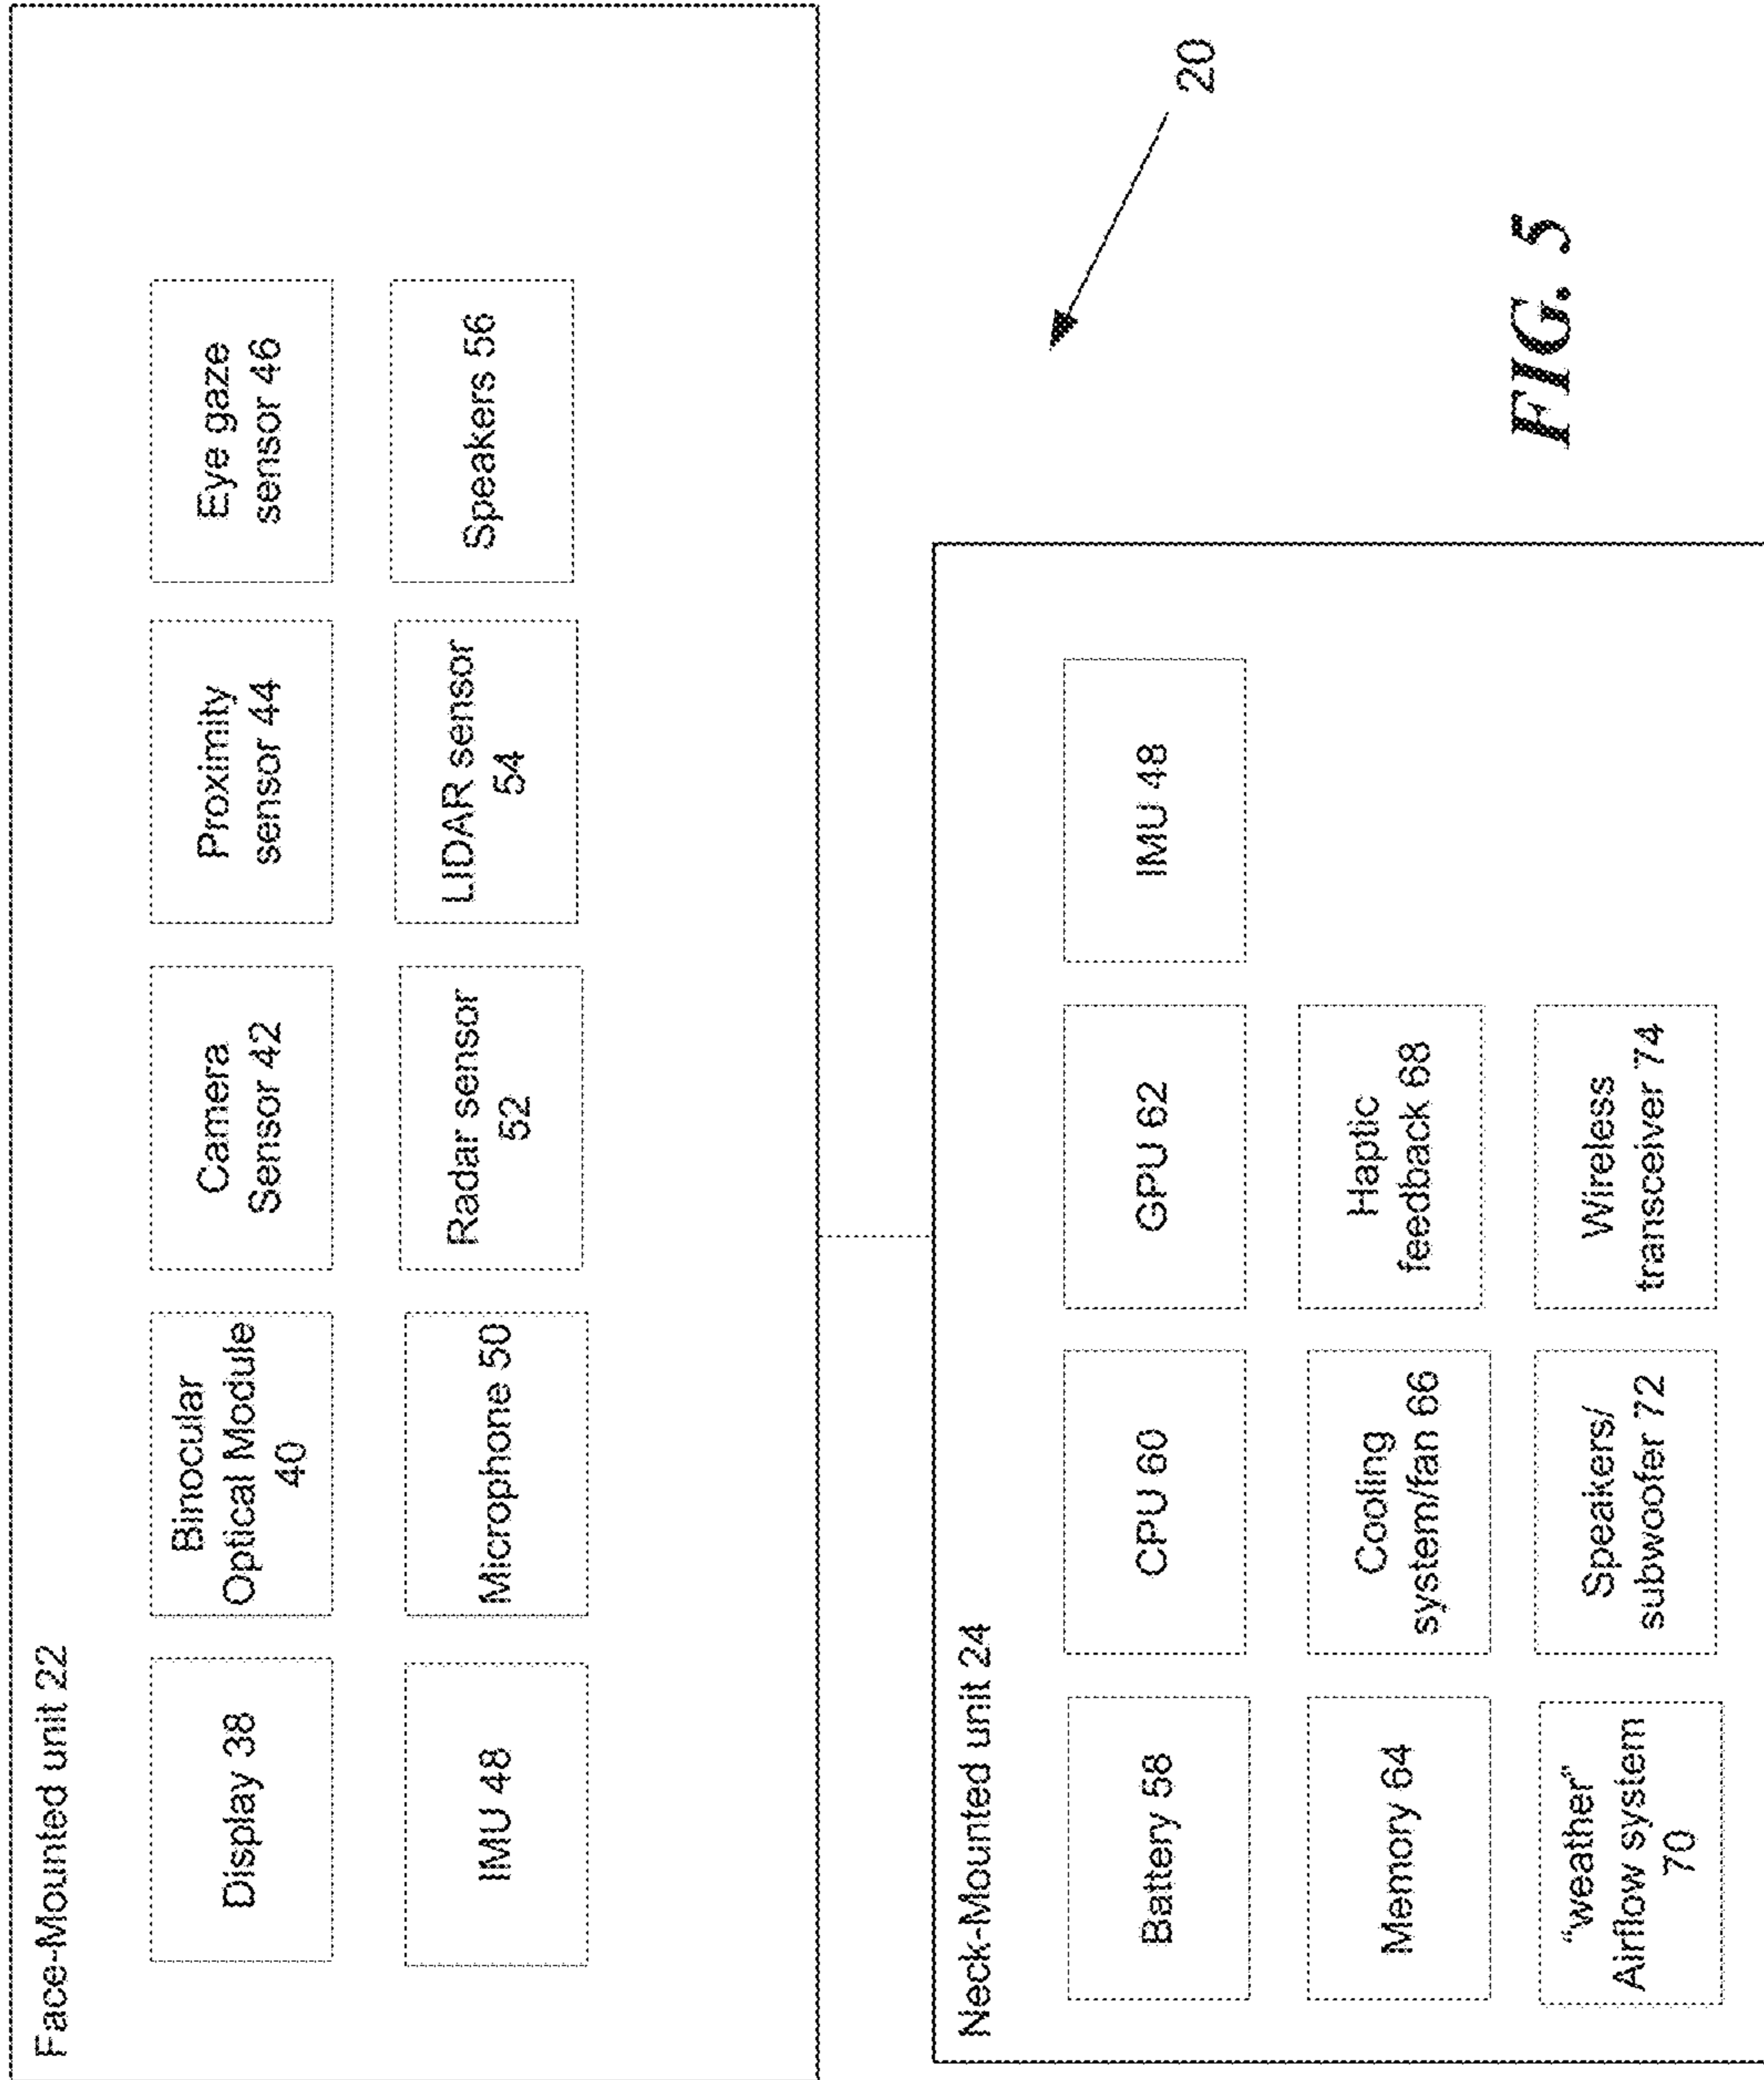 Face-Mounted unit 22
Display 38
Binocular
Optical Module
40
Camera
Sensor 42
Proximity
sensor 44
Eye gaze
sensor 46
IMU 48
Microphone 50
Radar sensor
52
LIDAR sensor
54
Speakers 56
Neck-Mounted unit 24
Battery 58
CPU 60
GPU 62
IMU 48
Memory 64
Cooling
system/fan 66
Haptic
feedback 68
"weather"
Airflow system
70
Speakers/
subwoofer 72
Wireless
transceiver 74
20
FIG. 5